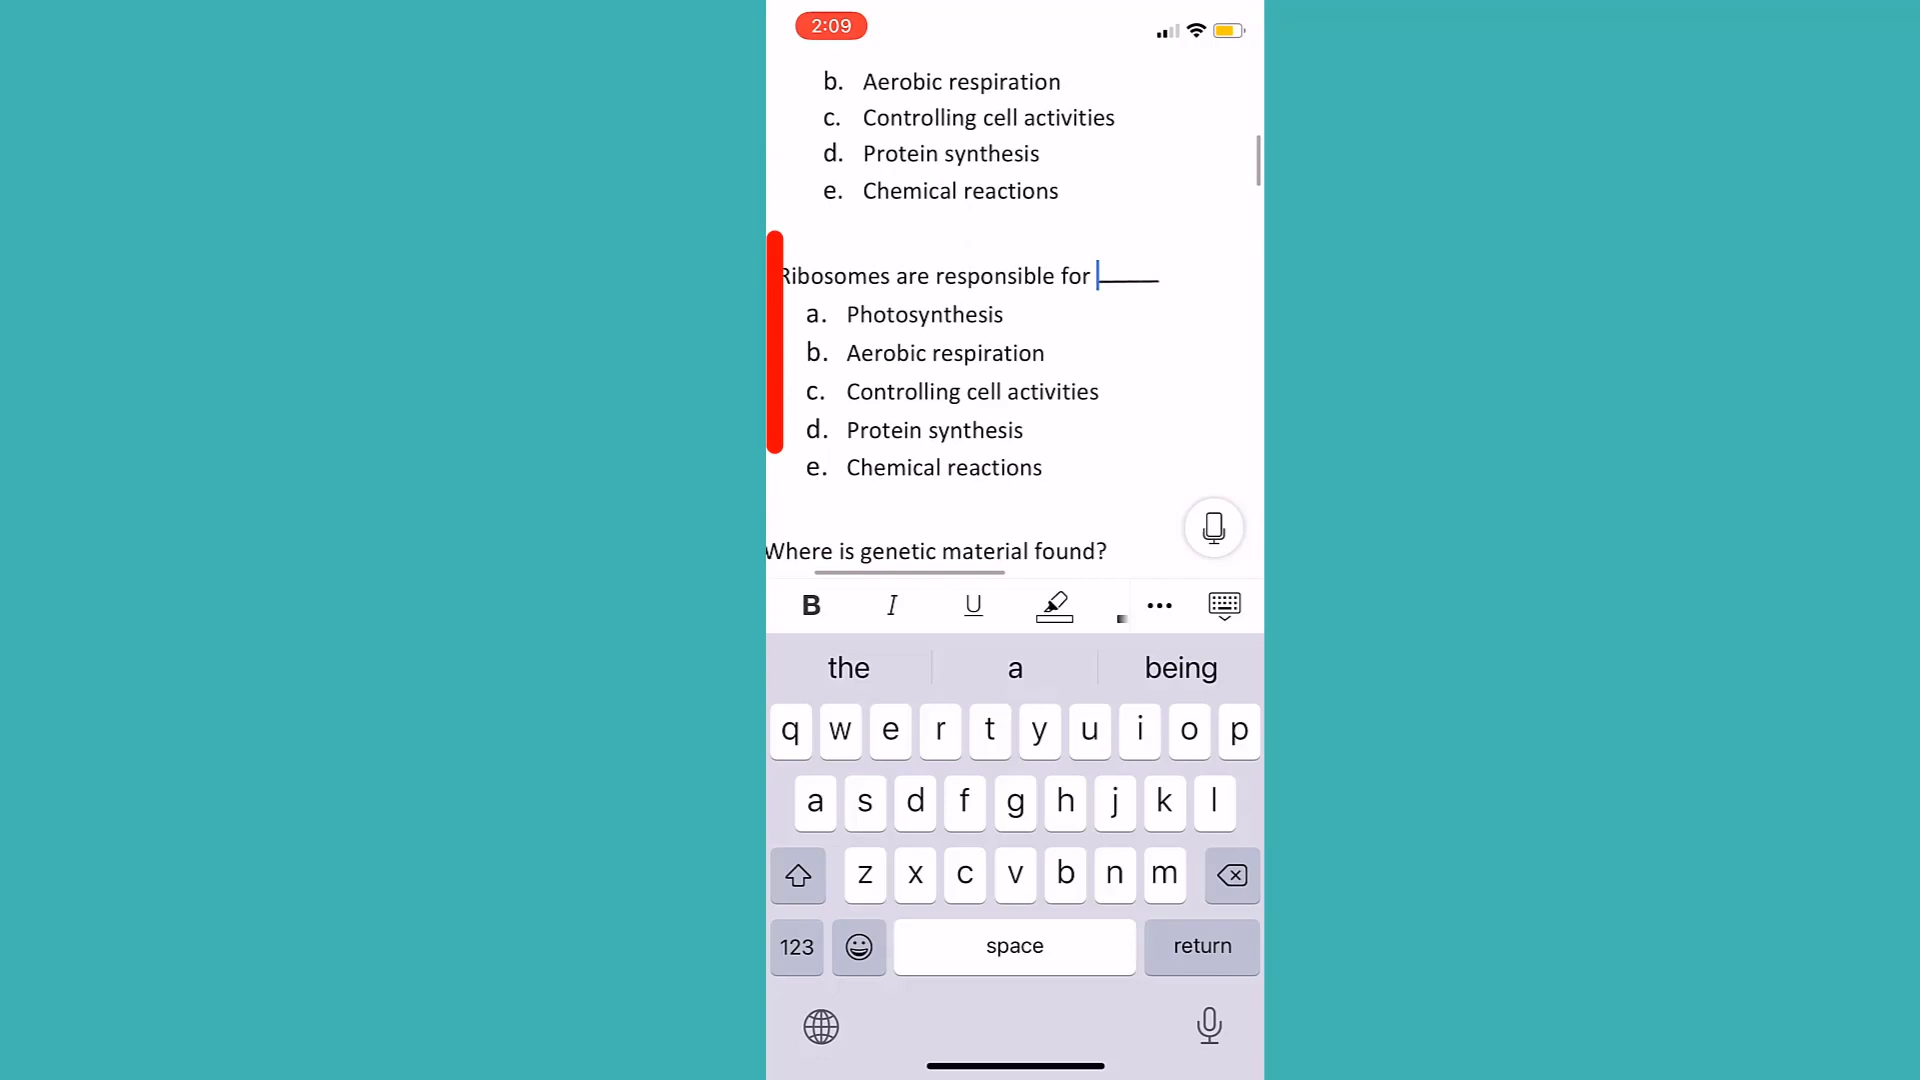 2:09
b. Aerobic respiration
c. Controlling cell activities
d. Protein synthesis
e. Chemical reactions
Ribosomes are responsible for _____
a. Photosynthesis
b. Aerobic respiration
c. Controlling cell activities
d. Protein synthesis
e. Chemical reactions
Where is genetic material found?
B I U
the a being
q w e r t y u i o p
a s d f g h j k l
z x c v b n m
123 space return